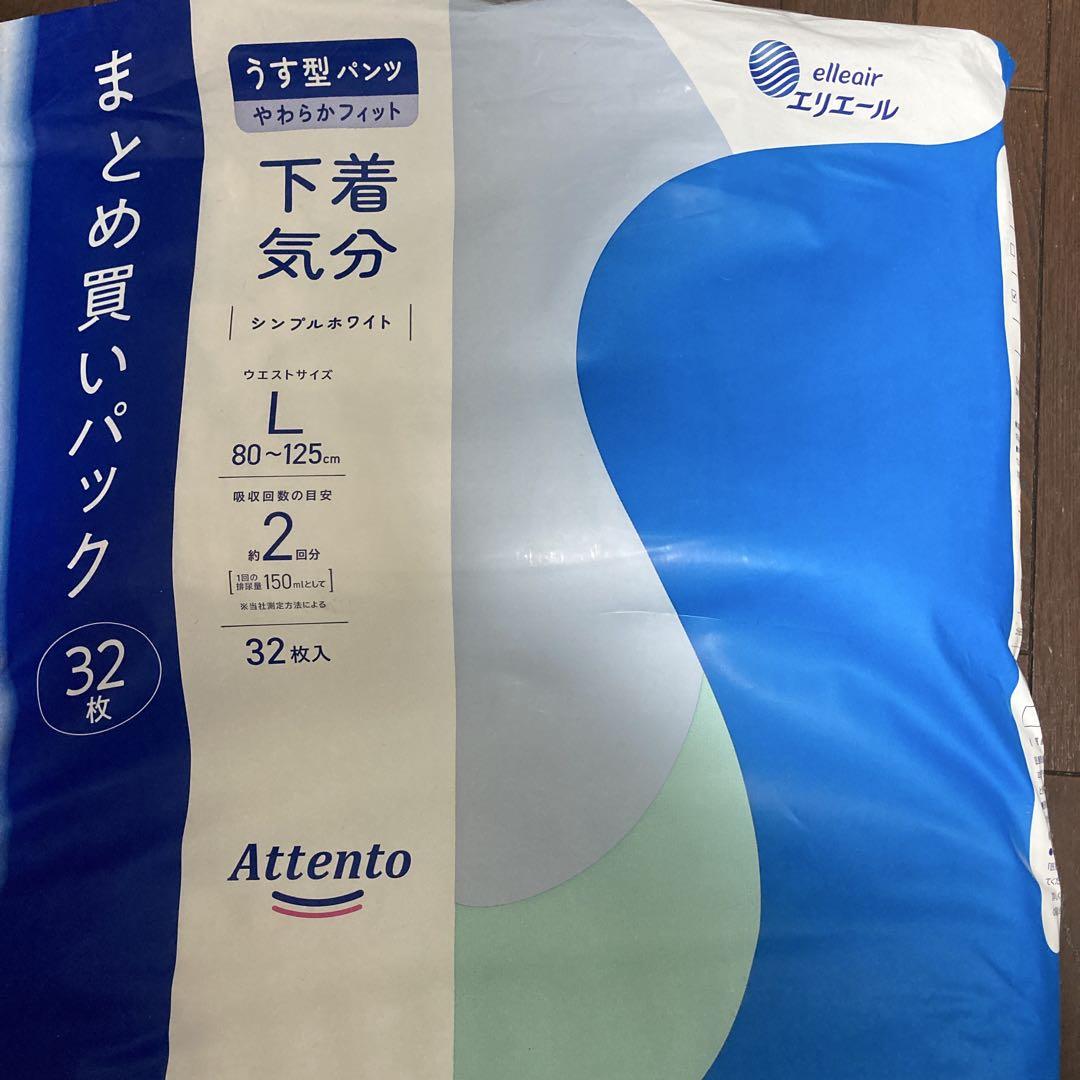 まとめ買いパック
32
枚
うす型パンツ
やわらかフィット
下着
気分
シンプルホワイト
ウエストサイズ
L
80～125cm
吸収回数の目安
約2回分
[1回の排尿量150mlとして]
※当社測定方法による
32枚入
Attento
elleair
エリエール